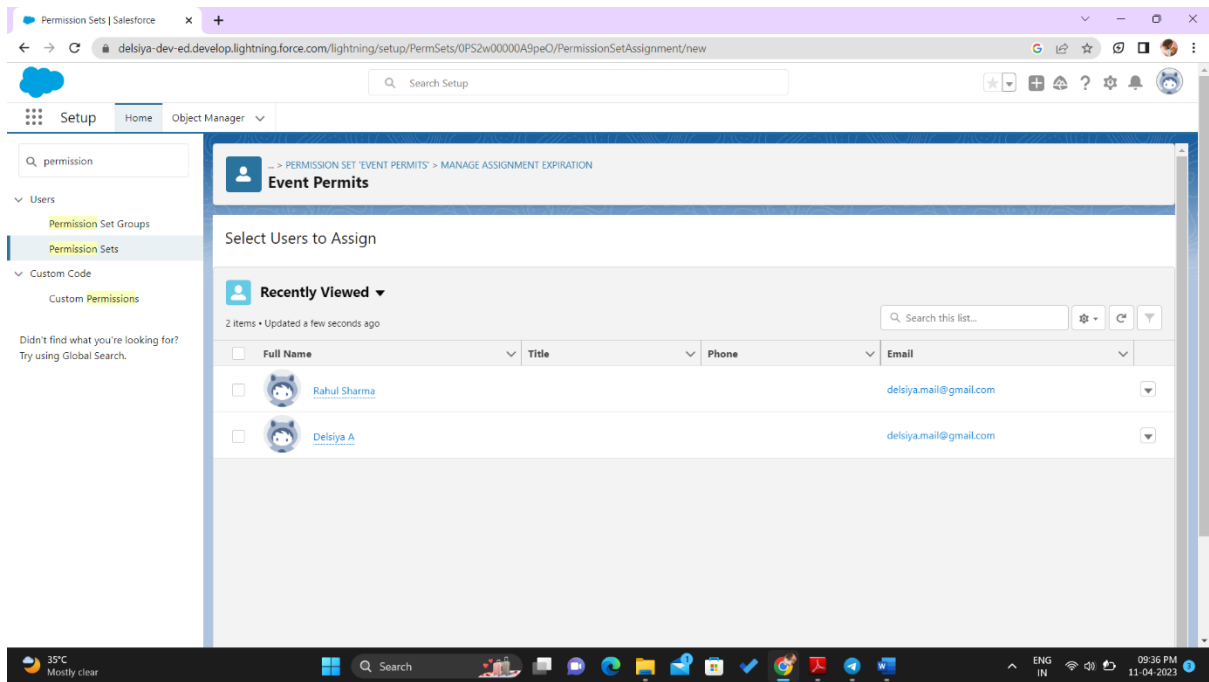 Permission Sets | Salesforce
delsiya-dev-ed.develop.lightning.force.com/lightning/setup/PermSets/0PS2w00000A9peO/PermissionSetAssignment/new
Search Setup
Setup Home Object Manager
permission
Users
Permission Set Groups
Permission Sets
Custom Code
Custom Permissions
Didn't find what you're looking for?
Try using Global Search.
... > PERMISSION SET 'EVENT PERMITS' > MANAGE ASSIGNMENT EXPIRATION
Event Permits
Select Users to Assign
Recently Viewed
2 items • Updated a few seconds ago
Search this list...
Full Name Title Phone Email
Rahul Sharma delsiya.mail@gmail.com
Delsiya A delsiya.mail@gmail.com
35°C
Mostly clear
Search
ENG
IN
09:36 PM
11-04-2023
3